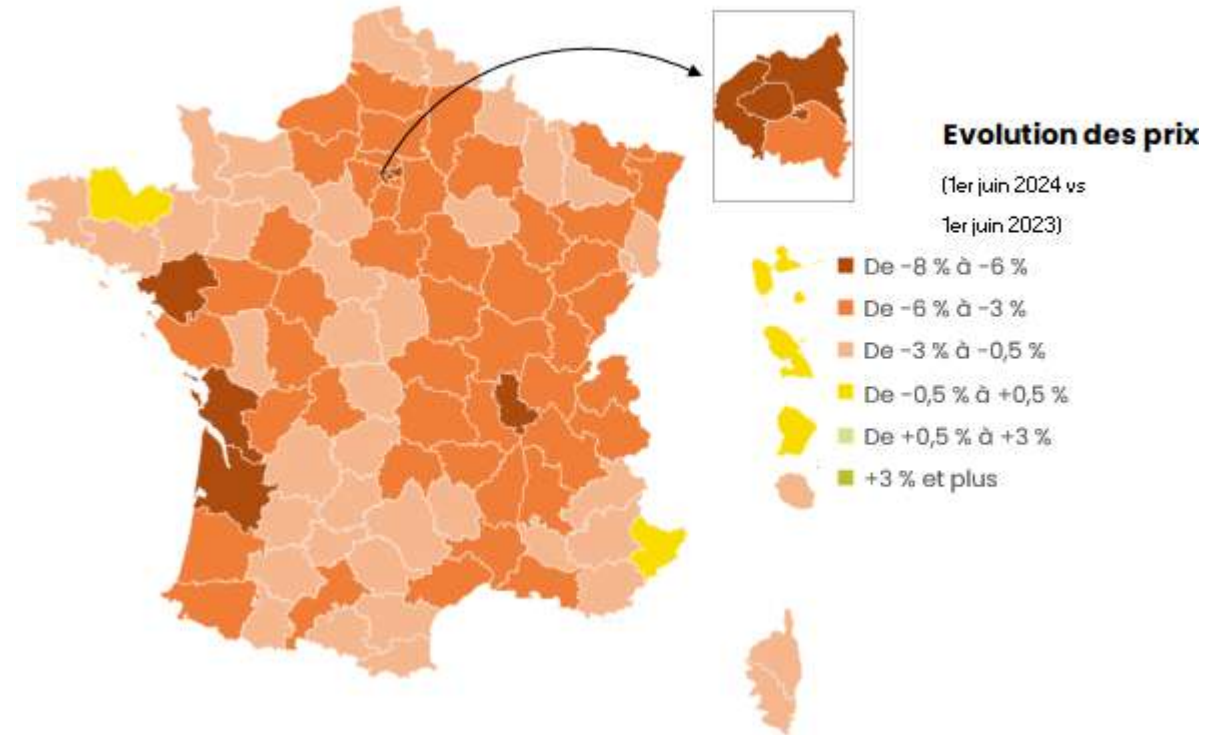 Evolution des prix
(1er juin 2024 vs
1er juin 2023)
De -8 % à -6 %
De -6 % à -3 %
De -3 % à -0,5 %
De -0,5 % à +0,5 %
De +0,5 % à +3 %
+3 % et plus